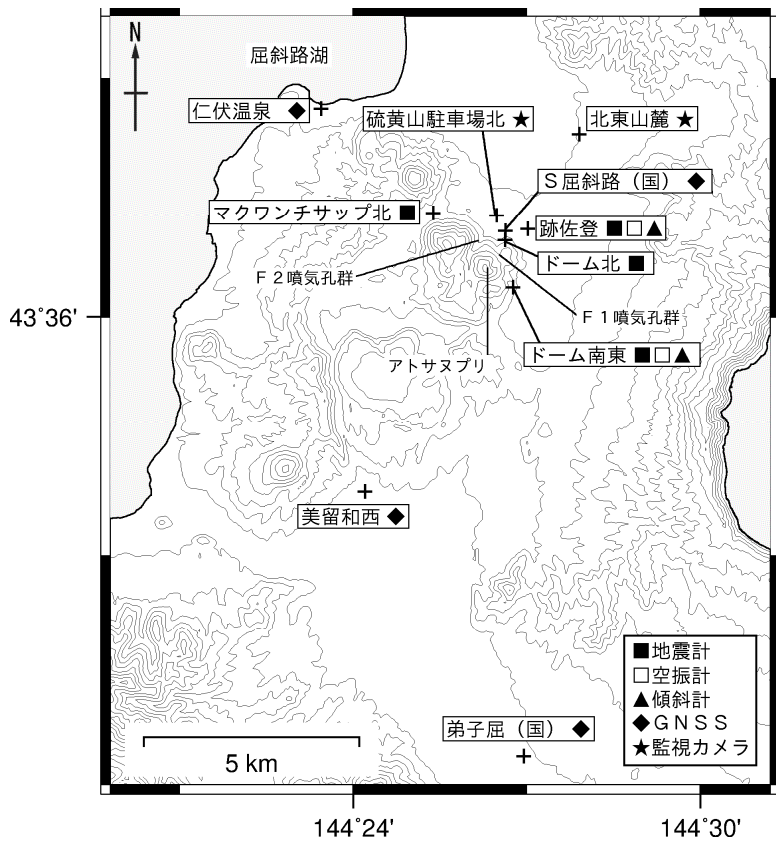 N
屈斜路湖
仁伏温泉 ◆
硫黄山駐車場北 ★
北東山麓 ★
S屈斜路（国） ◆
マクワンチサップ北 ■
跡佐登 ■□▲
ドーム北 ■
F2噴気孔群
F1噴気孔群
43°36'
ドーム南東 ■□▲
アトサヌプリ
美留和西 ◆
■地震計
□空振計
▲傾斜計
◆GNSS
★監視カメラ
弟子屈（国） ◆
5 km
144°24'
144°30'